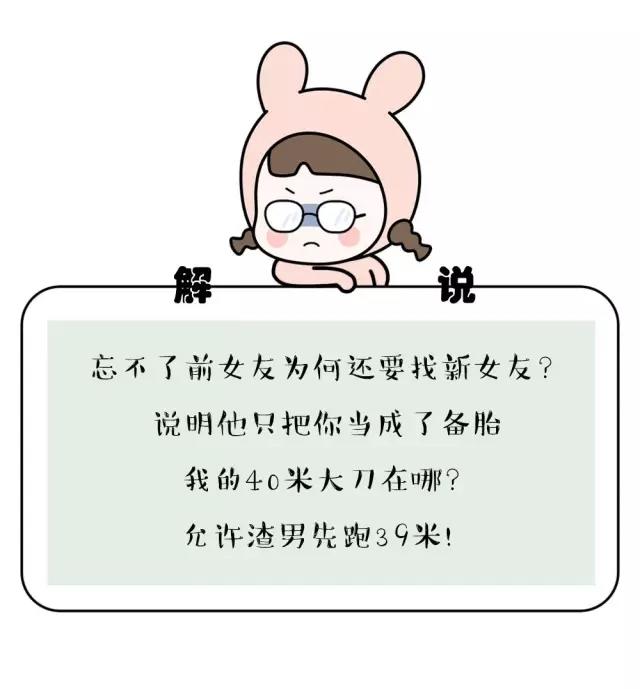 解 说
忘不了前女友为何还要找新女友?
说明他只把你当成了备胎
我的40米大刀在哪?
允许渣男先跑39米!